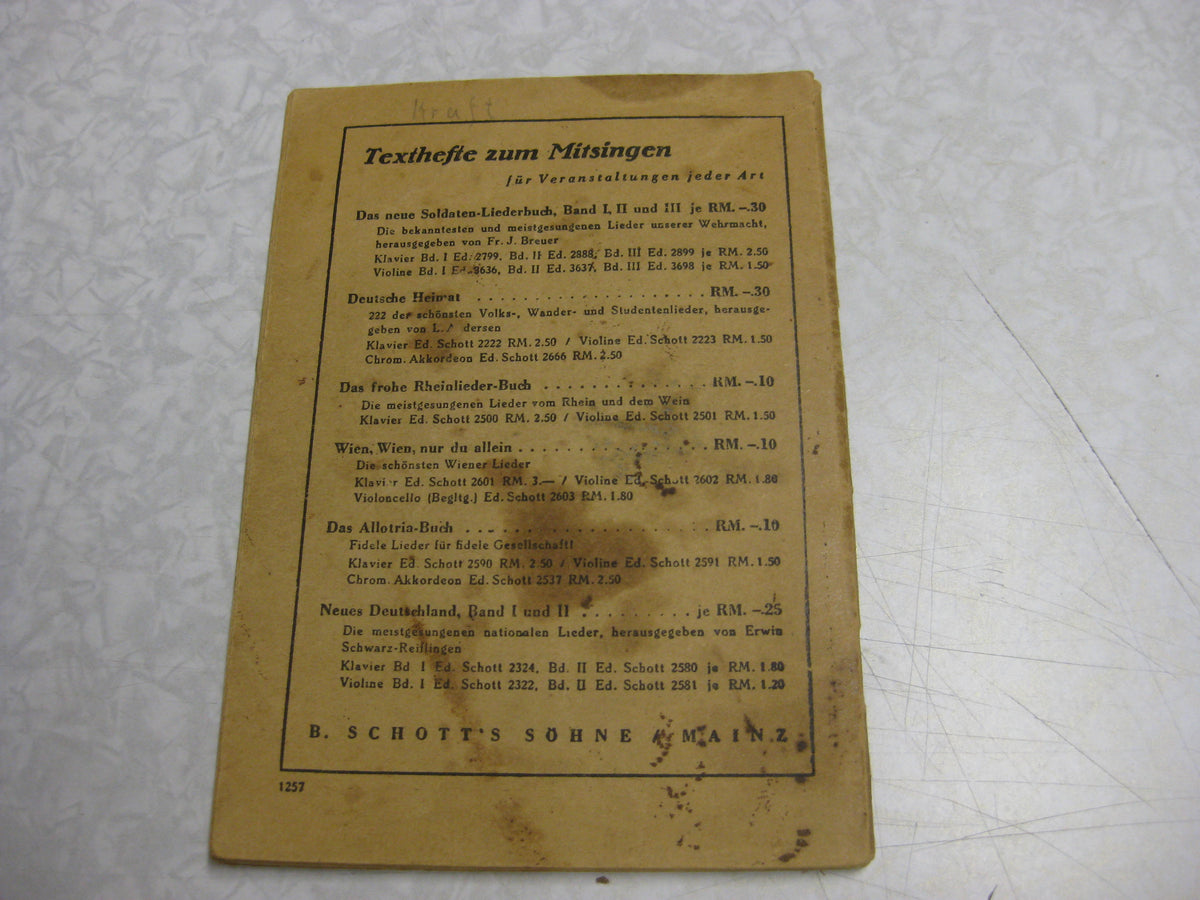 Kraft
Texthefte zum Mitsingen
für Veranstaltungen jeder Art
Das neue Soldaten-Liederbuch, Band I, II und III je RM. –.30
Die bekanntesten und meistgesungenen Lieder unserer Wehrmacht,
herausgegeben von Fr. J. Breuer
Klavier Bd. I Ed. 2799, Bd. II Ed. 2888, Bd. III Ed. 2899 je RM. 2.50
Violine Bd. I Ed. 3636, Bd. II Ed. 3637, Bd. III Ed. 3698 je RM. 1.50
Deutsche Heimat . . . . . . . . . . . . . . . . . . . . RM. –.30
222 der schönsten Volks-, Wander- und Studentenlieder, herausge-
geben von dersen
Klavier Ed. Schott 2222 RM. 2.50 / Violine Ed. Schott 2223 RM. 1.50
Chrom. Akkordeon Ed. Schott 2666 RM. 2.50
Das frohe Rheinlieder-Buch . . . . . . . . . . . . . . RM. –.10
Die meistgesungenen Lieder vom Rhein und dem Wein
Klavier Ed. Schott 2500 RM. 2.50 / Violine Ed. Schott 2501 RM. 1.50
Wien, Wien, nur du allein . . . . . . . . . . . . . . . . RM. –.10
Die schönsten Wiener Lieder
Klavier Ed. Schott 2601 RM. 3.— / Violine Ed. Schott 2602 RM. 1.80
Violoncello (Begltg.) Ed. Schott 2603 RM. 1.80
Das Allotria-Buch . . . . . . . . . . . . . . . . . . . . RM. –.10
Fidele Lieder für fidele Gesellschaft!
Klavier Ed. Schott 2590 RM. 2.50 / Violine Ed. Schott 2591 RM. 1.50
Chrom. Akkordeon Ed. Schott 2537 RM. 2.50
Neues Deutschland, Band I und II . . . . . . . . . je RM. –.25
Die meistgesungenen nationalen Lieder, herausgegeben von Erwin
Schwarz-Reiflingen
Klavier Bd I Ed. Schott 2324, Bd. II Ed. Schott 2580 je RM. 1.80
Violine Bd. I Ed. Schott 2322, Bd. II Ed. Schott 2581 je RM. 1.20
B. SCHOTT'S SÖHNE / MAINZ
1257